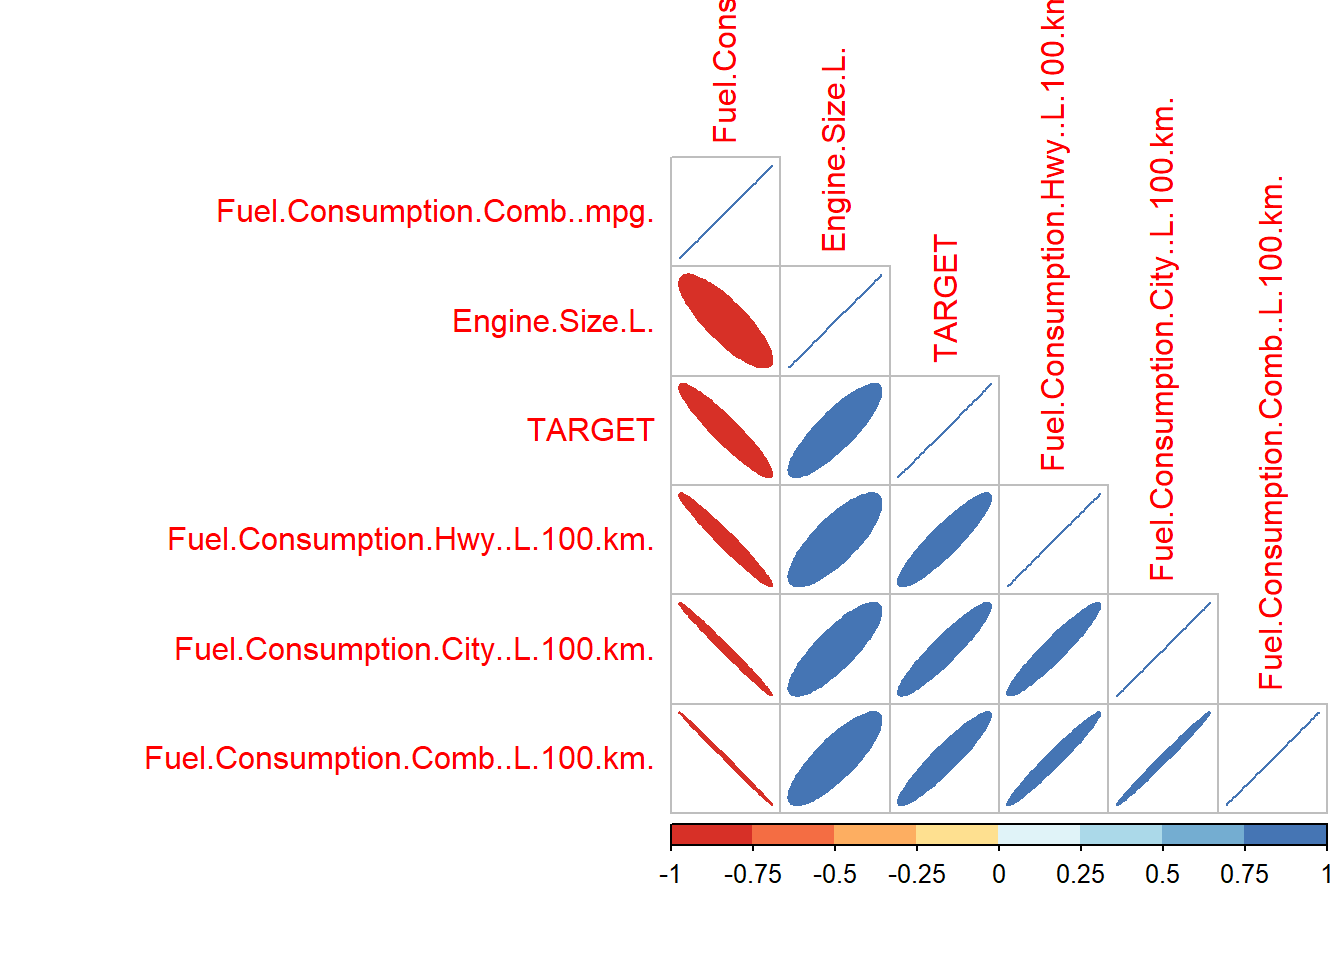 Fuel.Cons
Engine.Size.L.
TARGET
Fuel.Consumption.Hwy..L.100.km
Fuel.Consumption.City..L.100.km.
Fuel.Consumption.Comb..L.100.km.
Fuel.Consumption.Comb..mpg.
Engine.Size.L.
TARGET
Fuel.Consumption.Hwy..L.100.km.
Fuel.Consumption.City..L.100.km.
Fuel.Consumption.Comb..L.100.km.
-1 -0.75 -0.5 -0.25 0 0.25 0.5 0.75 1